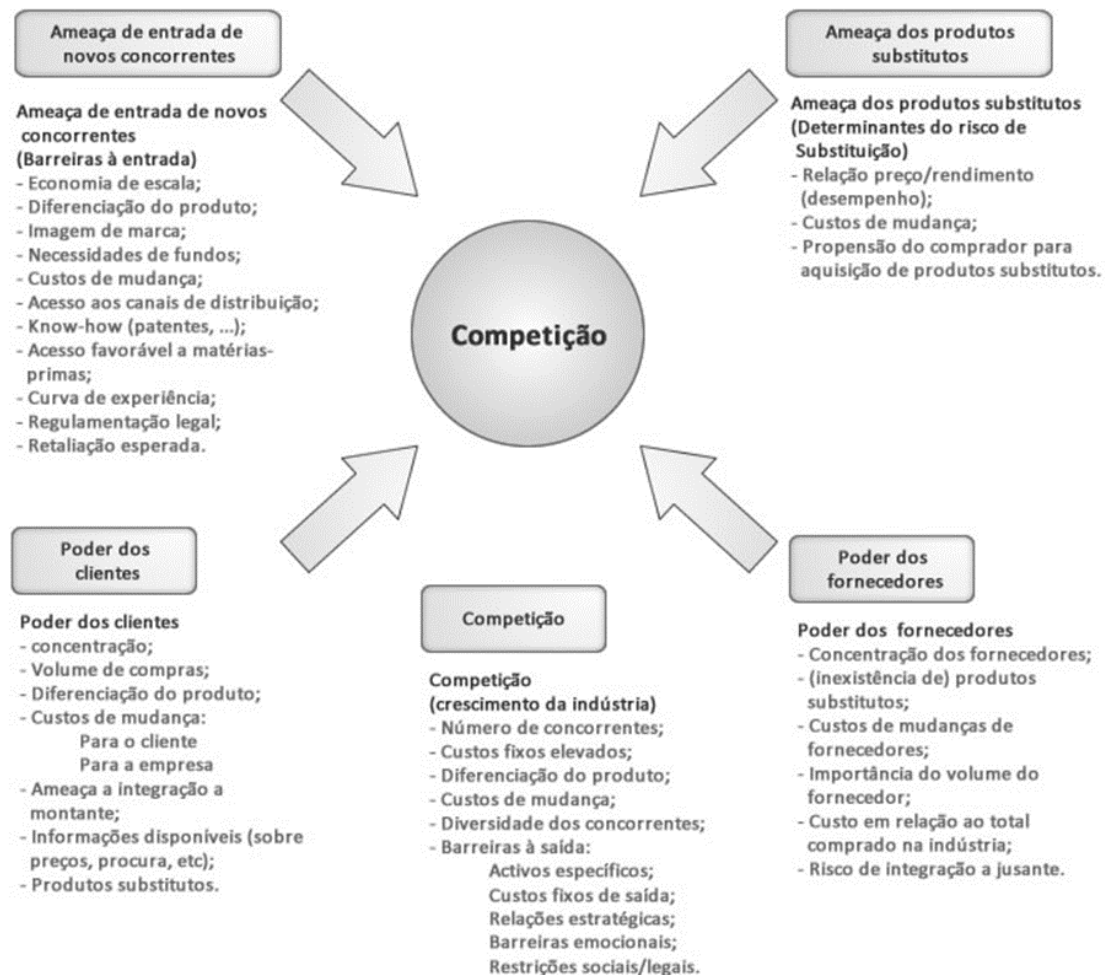 Ameaça de entrada de
novos concorrentes
Ameaça de entrada de novos
concorrentes
(Barreiras à entrada)
- Economia de escala;
- Diferenciação do produto;
- Imagem de marca;
- Necessidades de fundos;
- Custos de mudança;
- Acesso aos canais de distribuição;
- Know-how (patentes, ...);
- Acesso favorável a matérias-
primas;
- Curva de experiência;
- Regulamentação legal;
- Retaliação esperada.
Ameaça dos produtos
substitutos
Ameaça dos produtos substitutos
(Determinantes do risco de
Substituição)
- Relação preço/rendimento
(desempenho);
- Custos de mudança;
- Propensão do comprador para
aquisição de produtos substitutos.
Competição
Poder dos
clientes
Poder dos clientes
- concentração;
- Volume de compras;
- Diferenciação do produto;
- Custos de mudança:
Para o cliente
Para a empresa
- Ameaça a integração a
montante;
- Informações disponíveis (sobre
preços, procura, etc);
- Produtos substitutos.
Competição
Competição
(crescimento da indústria)
- Número de concorrentes;
- Custos fixos elevados;
- Diferenciação do produto;
- Custos de mudança;
- Diversidade dos concorrentes;
- Barreiras à saída:
Activos específicos;
Custos fixos de saída;
Relações estratégicas;
Barreiras emocionais;
Restrições sociais/legais.
Poder dos
fornecedores
Poder dos fornecedores
- Concentração dos fornecedores;
- (inexistência de) produtos
substitutos;
- Custos de mudanças de
fornecedores;
- Importância do volume do
fornecedor;
- Custo em relação ao total
comprado na indústria;
- Risco de integração a jusante.